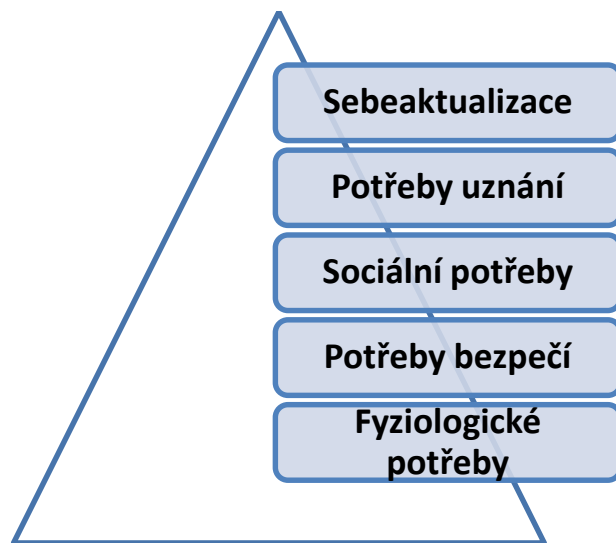 Sebeaktualizace
Potřeby uznání
Sociální potřeby
Potřeby bezpečí
Fyziologické
potřeby